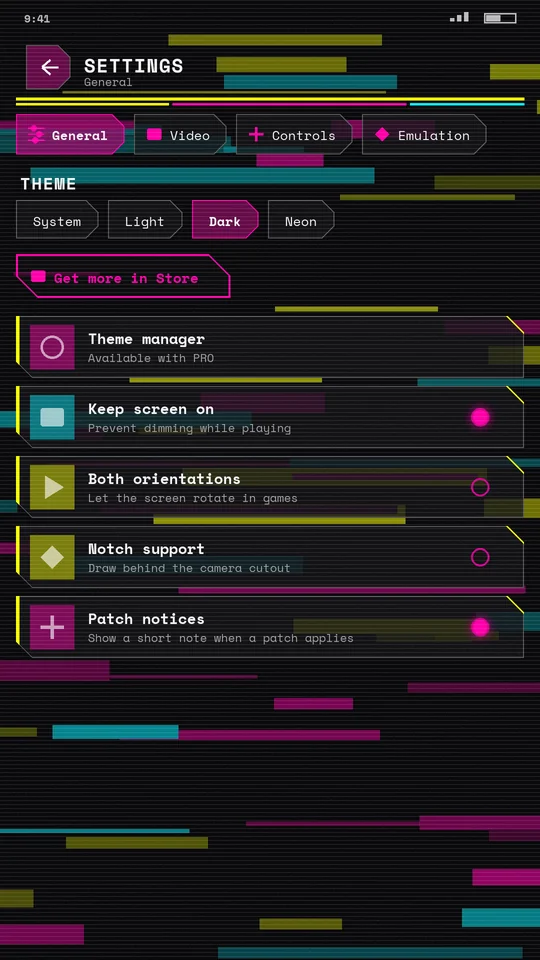 9:41
SETTINGS
General
General
Video
Controls
Emulation
THEME
System
Light
Dark
Neon
Get more in Store
Theme manager
Available with PRO
Keep screen on
Prevent dimming while playing
Both orientations
Let the screen rotate in games
Notch support
Draw behind the camera cutout
Patch notices
Show a short note when a patch applies